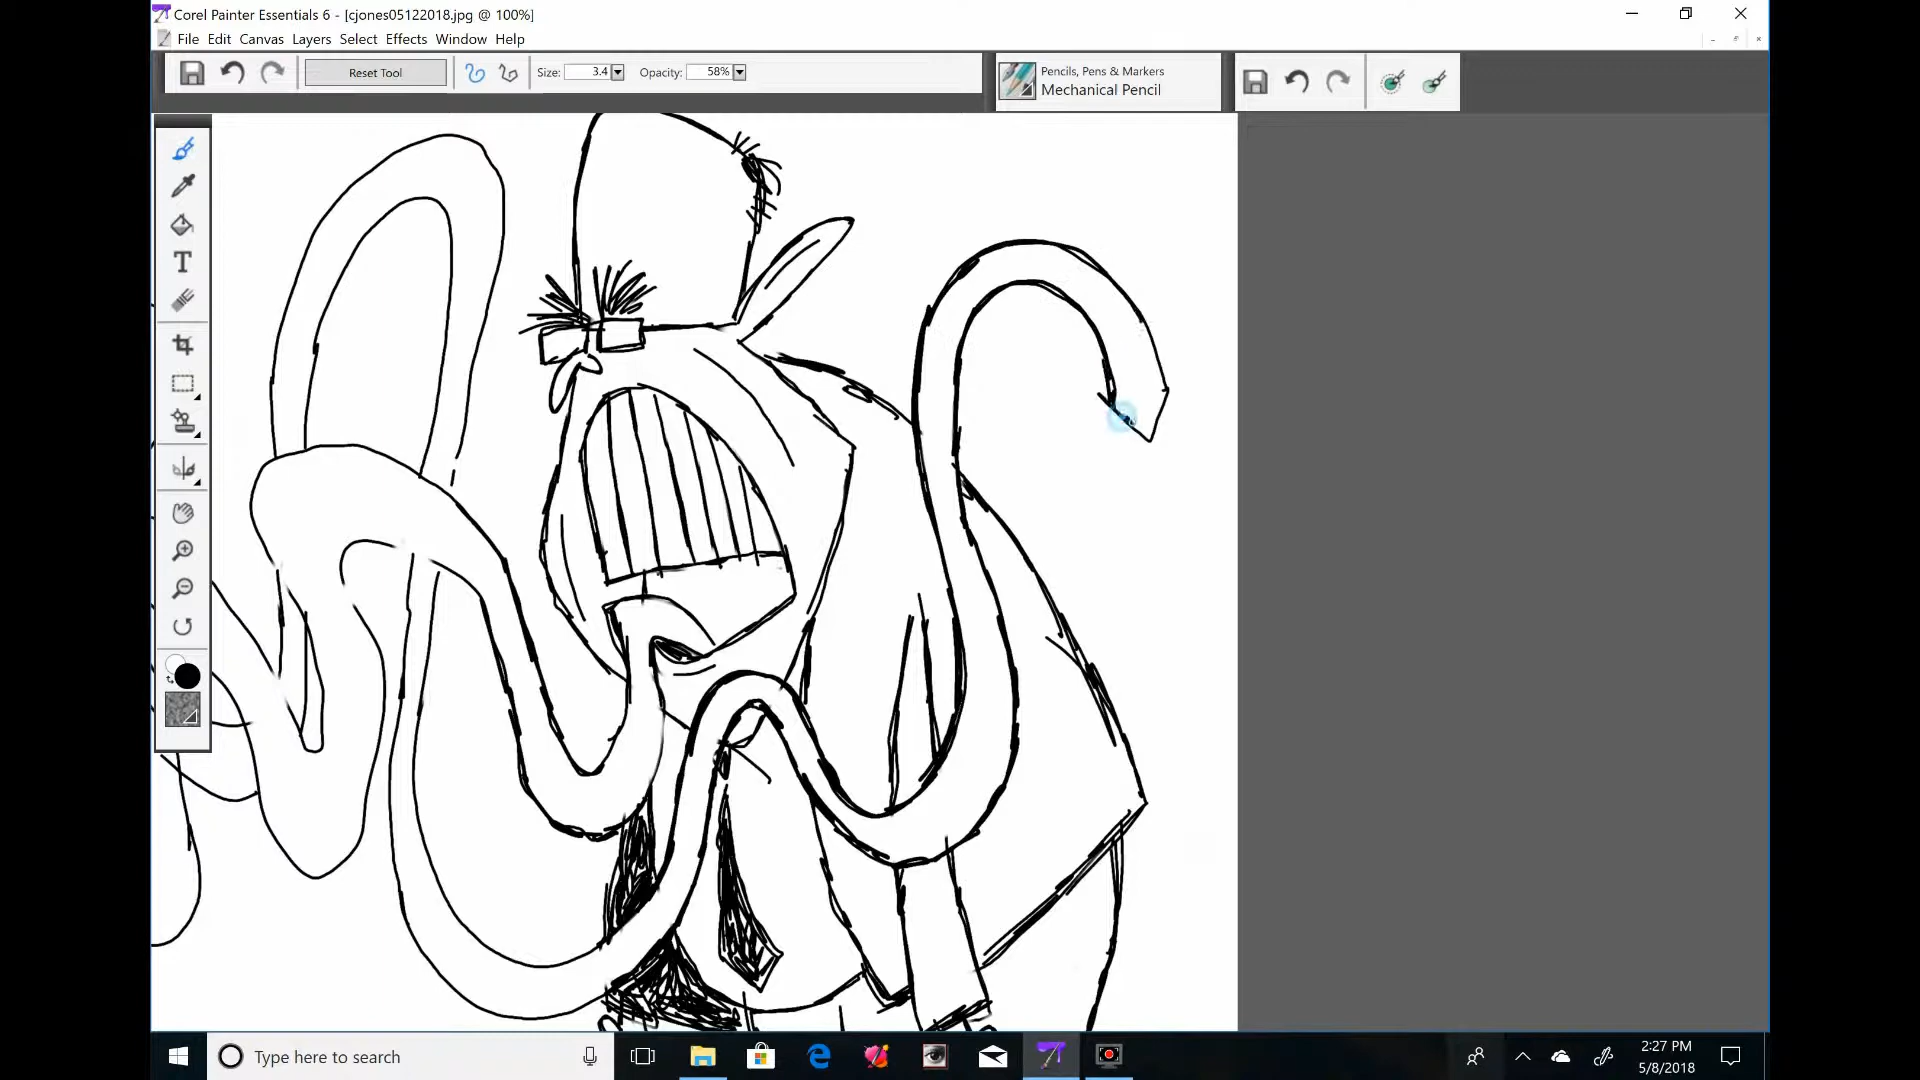 Corel Painter Essentials 6 - [cjones05122018.jpg @ 100%]
File Edit Canvas Layers Select Effects Window Help
Reset Tool Size: 3.4 Opacity: 58%
Pencils, Pens & Markers
Mechanical Pencil
T
Type here to search
2:27 PM
5/8/2018